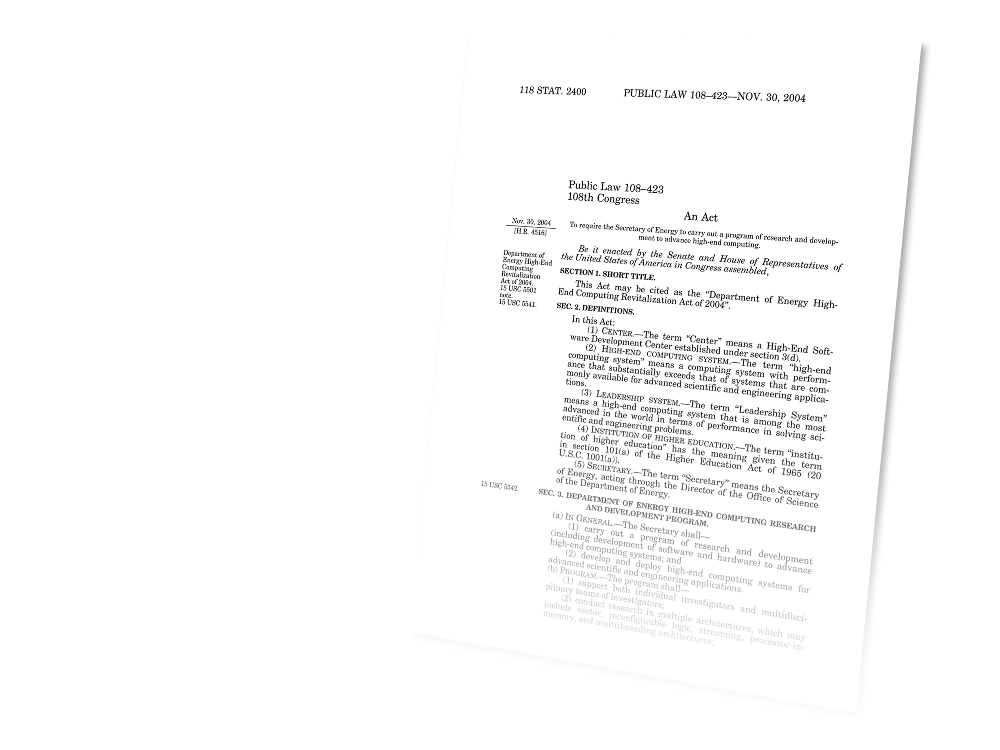 118 STAT. 2400 PUBLIC LAW 108–423—NOV. 30, 2004
Public Law 108–423
108th Congress
An Act
Nov. 30, 2004
[H.R. 4516]
To require the Secretary of Energy to carry out a program of research and develop-
ment to advance high-end computing.
Be it enacted by the Senate and House of Representatives of
the United States of America in Congress assembled,
Department of
Energy High-End
Computing
Revitalization
Act of 2004.
15 USC 5501
note.
15 USC 5541.
SECTION 1. SHORT TITLE.
This Act may be cited as the “Department of Energy High-
End Computing Revitalization Act of 2004”.
SEC. 2. DEFINITIONS.
In this Act:
(1) CENTER.—The term “Center” means a High-End Soft-
ware Development Center established under section 3(d).
(2) HIGH-END COMPUTING SYSTEM.—The term “high-end
computing system” means a computing system with perform-
ance that substantially exceeds that of systems that are com-
monly available for advanced scientific and engineering applica-
tions.
(3) LEADERSHIP SYSTEM.—The term “Leadership System”
means a high-end computing system that is among the most
advanced in the world in terms of performance in solving sci-
entific and engineering problems.
(4) INSTITUTION OF HIGHER EDUCATION.—The term “institu-
tion of higher education” has the meaning given the term
in section 101(a) of the Higher Education Act of 1965 (20
U.S.C. 1001(a)).
(5) SECRETARY.—The term “Secretary” means the Secretary
of Energy, acting through the Director of the Office of Science
of the Department of Energy.
15 USC 5542.
SEC. 3. DEPARTMENT OF ENERGY HIGH-END COMPUTING RESEARCH
AND DEVELOPMENT PROGRAM.
(a) IN GENERAL.—The Secretary shall—
(1) carry out a program of research and development
(including development of software and hardware) to advance
high-end computing systems; and
(2) develop and deploy high-end computing systems for
advanced scientific and engineering applications.
(b) PROGRAM.—The program shall—
(1) support both individual investigators and multidisci-
plinary teams of investigators;
(2) conduct research in multiple architectures, which may
include vector, reconfigurable logic, streaming, processor-in-
memory, and multithreading architectures;